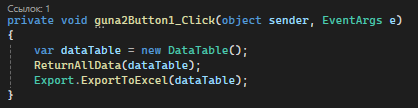 Ссылок: 1
private void guna2Button1_Click(object sender, EventArgs e)
{
    var dataTable = new DataTable();
    ReturnAllData(dataTable);
    Export.ExportToExcel(dataTable);
}